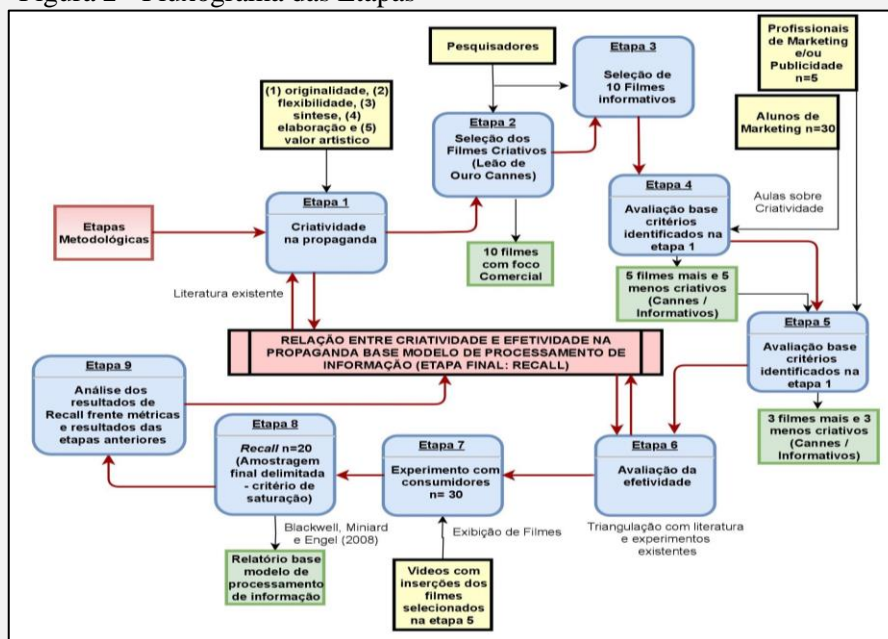 Figura 2 - Fluxograma das Etapas
Pesquisadores
Etapa 3
Seleção de
10 Filmes
informativos
Profissionais
de Marketing
e/ou
Publicidade
n=5
(1) originalidade, (2)
flexibilidade, (3)
síntese, (4)
elaboração e (5)
valor artístico
Etapa 2
Seleção dos
Filmes Criativos
(Leão de
Ouro Cannes)
Alunos de
Marketing n=30
Etapas
Metodológicas
Etapa 1
Criatividade
na propaganda
Etapa 4
Avaliação base
critérios
identificados na
etapa 1
Aulas sobre
Criatividade
10 filmes
com foco
Comercial
5 filmes mais e 5
menos criativos
(Cannes /
Informativos)
Literatura existente
Etapa 5
Avaliação base
critérios
identificados na
etapa 1
RELAÇÃO ENTRE CRIATIVIDADE E EFETIVIDADE NA
PROPAGANDA BASE MODELO DE PROCESSAMENTO DE
INFORMAÇÃO (ETAPA FINAL: RECALL)
Etapa 9
Análise dos
resultados de
Recall frente métricas
e resultados das
etapas anteriores
3 filmes mais e 3
menos criativos
(Cannes /
Informativos)
Etapa 8
Recall n=20
(Amostragem
final delimitada
- critério de
saturação)
Etapa 7
Experimento com
consumidores
n= 30
Etapa 6
Avaliação da
efetividade
Blackwell, Miniard
e Engel (2008)
Exibição de Filmes
Triangulação com literatura
e experimentos
existentes
Relatório base
modelo de
processamento
de informação
Videos com
inserções dos
filmes
selecionados
na etapa 5